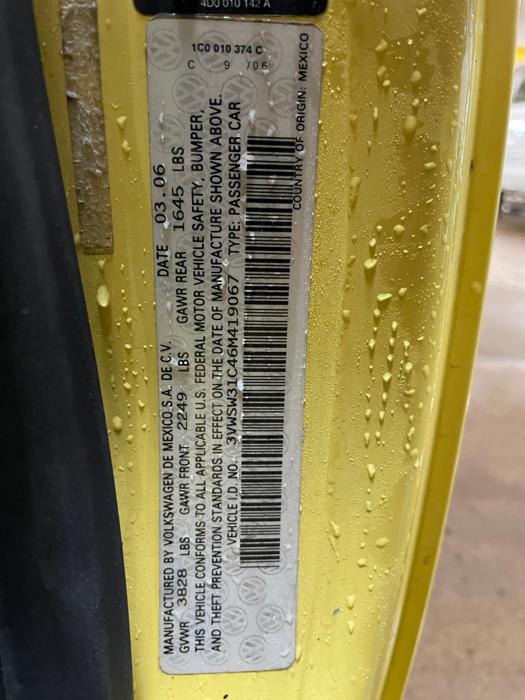 4D0 010 142 A
1C0 010 374 C
C 9 /06
MANUFACTURED BY VOLKSWAGEN DE MEXICO S.A. DE C.V. DATE 03.06
GVWR 3828 LBS GAWR FRONT 2249 LBS GAWR REAR 1645 LBS
THIS VEHICLE CONFORMS TO ALL APPLICABLE U.S. FEDERAL MOTOR VEHICLE SAFETY, BUMPER,
AND THEFT PREVENTION STANDARDS IN EFFECT ON THE DATE OF MANUFACTURE SHOWN ABOVE.
VEHICLE I.D. NO. 3VWSW31C46M419067 TYPE: PASSENGER CAR
COUNTRY OF ORIGIN: MEXICO